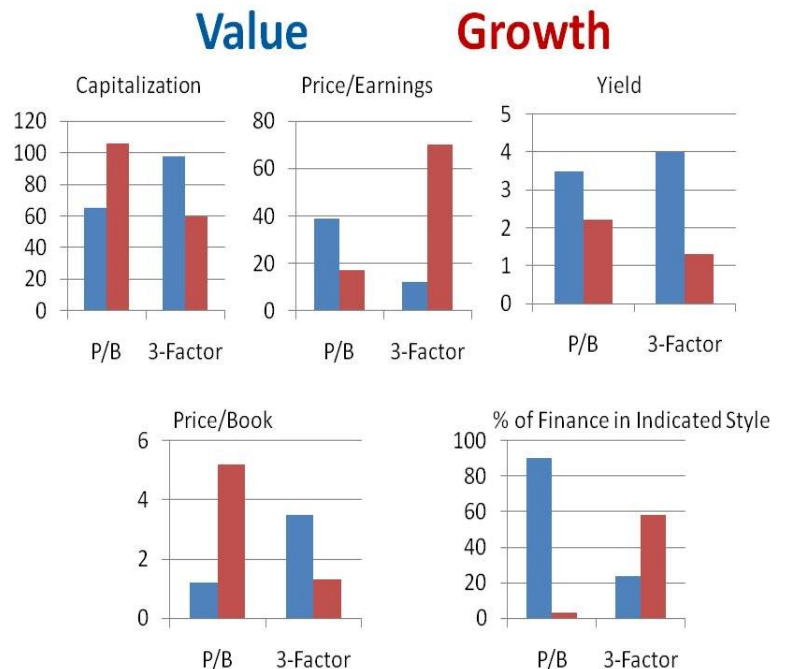 Value Growth
Capitalization
120
100
80
60
40
20
0
P/B 3-Factor
Price/Earnings
80
60
40
20
0
P/B 3-Factor
Yield
5
4
3
2
1
0
P/B 3-Factor
Price/Book
6
4
2
0
P/B 3-Factor
% of Finance in Indicated Style
100
80
60
40
20
0
P/B 3-Factor